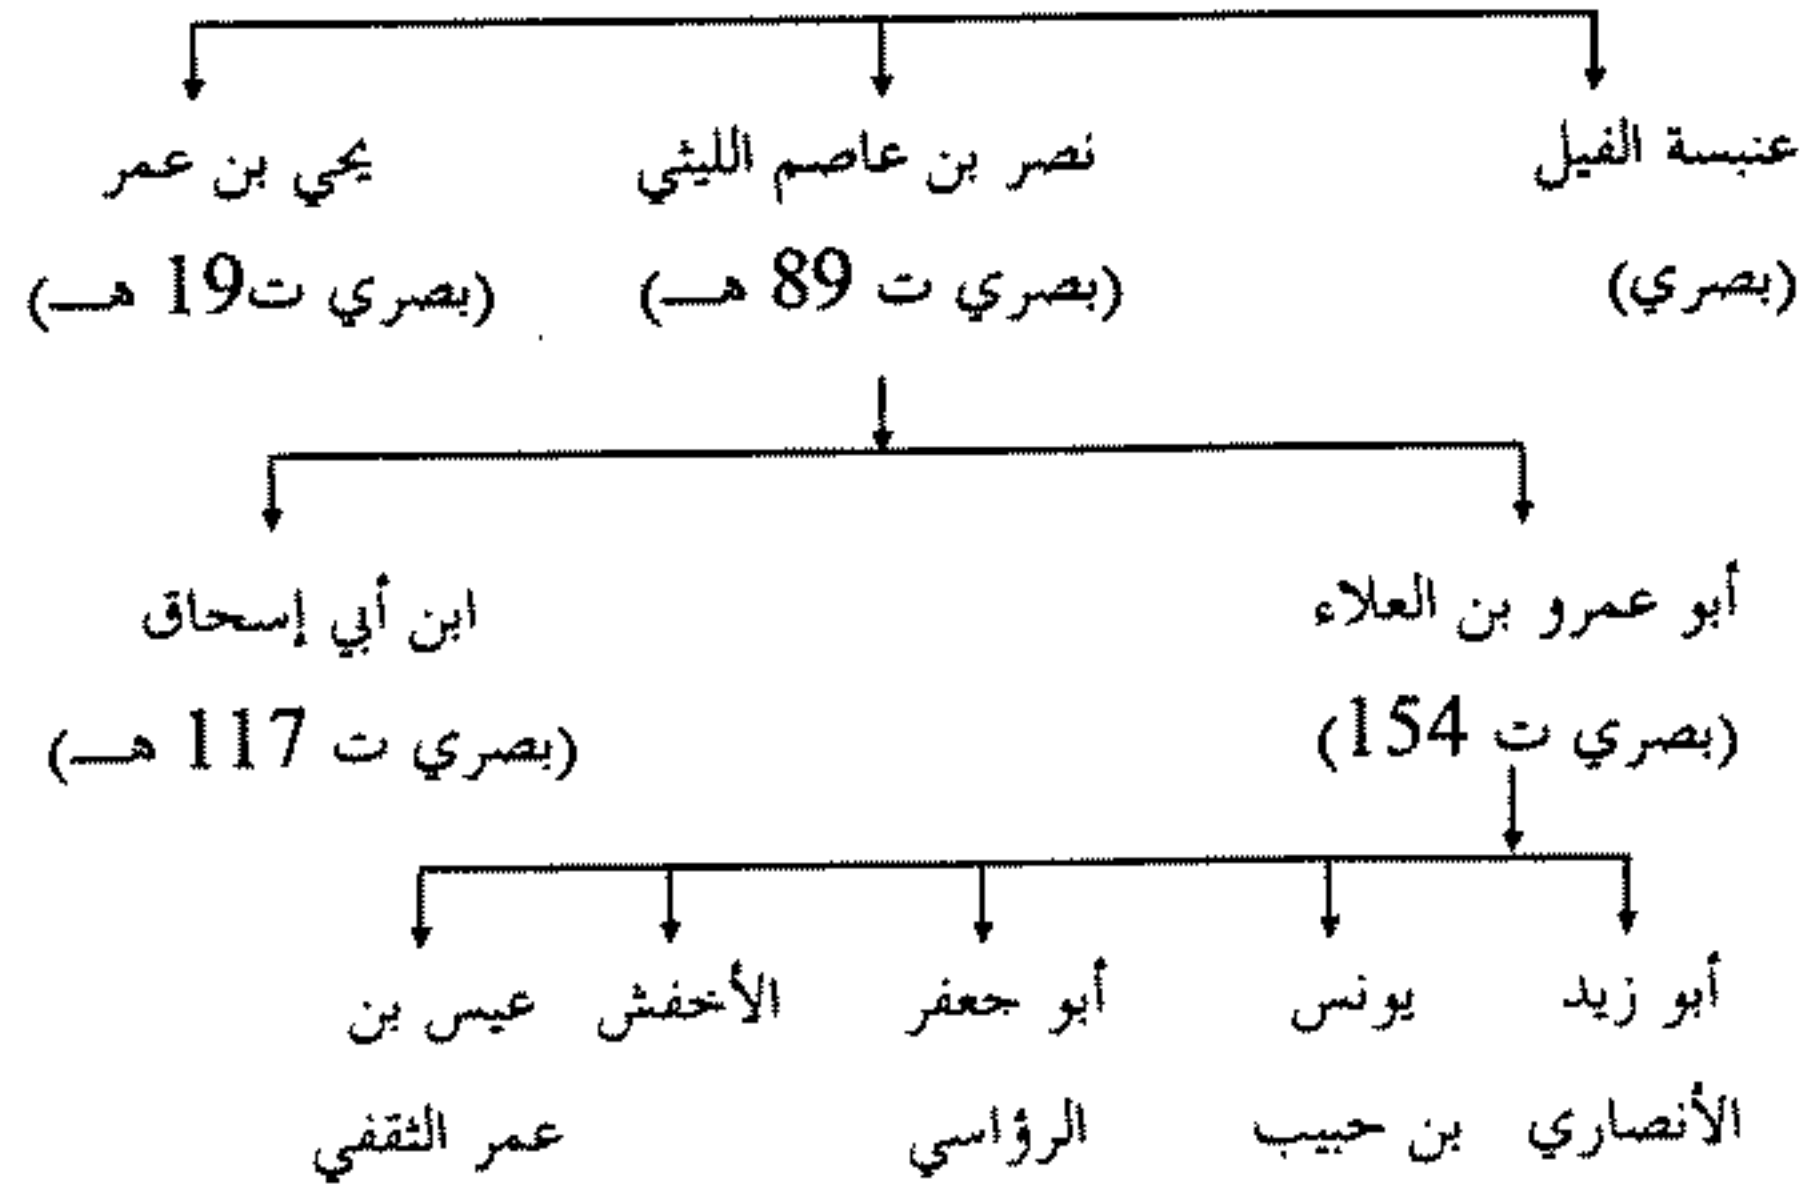 عنبسة الفيل نصر بن عاصم الليثي يحي بن عمر
(بصري) (بصري ت 89 هـ) (بصري ت19 هـ)
أبو عمرو بن العلاء ابن أبي إسحاق
(بصري ت 154) (بصري ت 117 هـ)
أبو زيد يونس أبو جعفر الأخفش عيس بن
الأنصاري بن حبيب الرؤاسي عمر الثقفي